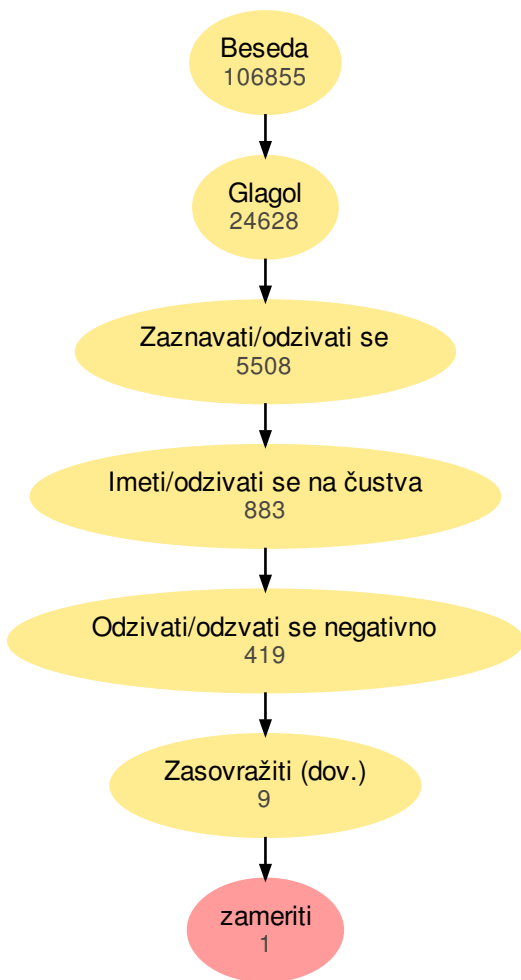 Beseda
106855
Glagol
24628
Zaznavati/odzivati se
5508
Imeti/odzivati se na čustva
883
Odzivati/odzvati se negativno
419
Zasovražiti (dov.)
9
zameriti
1